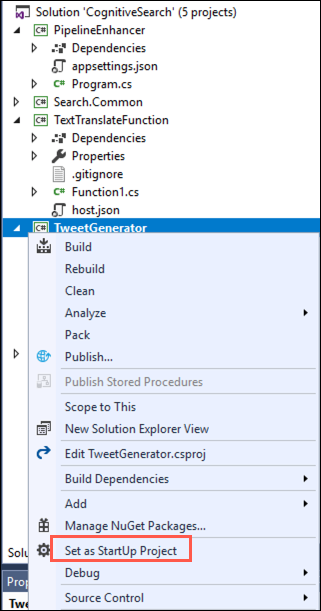 Solution 'CognitiveSearch' (5 projects)
C# PipelineEnhancer
Dependencies
appsettings.json
C# Program.cs
C# Search.Common
C# TextTranslateFunction
Dependencies
Properties
.gitignore
C# Function1.cs
host.json
C# TweetGenerator
Build
Rebuild
Clean
Analyze
Pack
Publish...
Publish Stored Procedures
Scope to This
New Solution Explorer View
Edit TweetGenerator.csproj
Build Dependencies
Add
Manage NuGet Packages...
Solu
Set as StartUp Project
Prop
Debug
Twe
Source Control